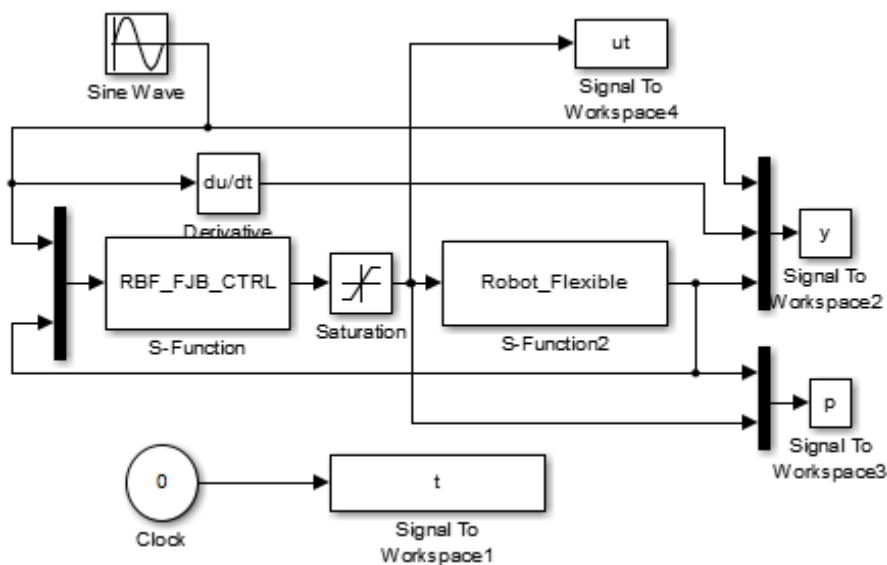 ut
Sine Wave
Signal To
Workspace4
du/dt
Derivative
RBF_FJB_CTRL
S-Function
Saturation
Robot_Flexible
S-Function2
y
Signal To
Workspace2
p
Signal To
Workspace3
0
Clock
t
Signal To
Workspace1